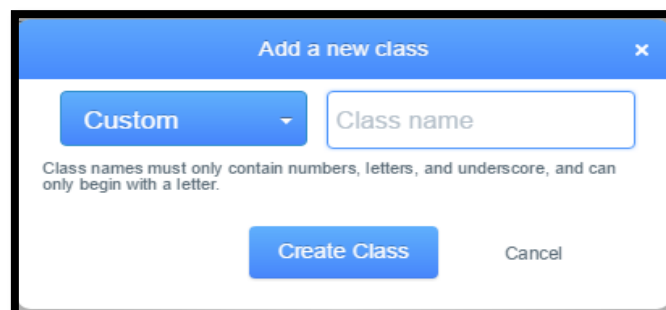 Add a new class ×
Custom Class name
Class names must only contain numbers, letters, and underscore, and can
only begin with a letter.
Create Class Cancel